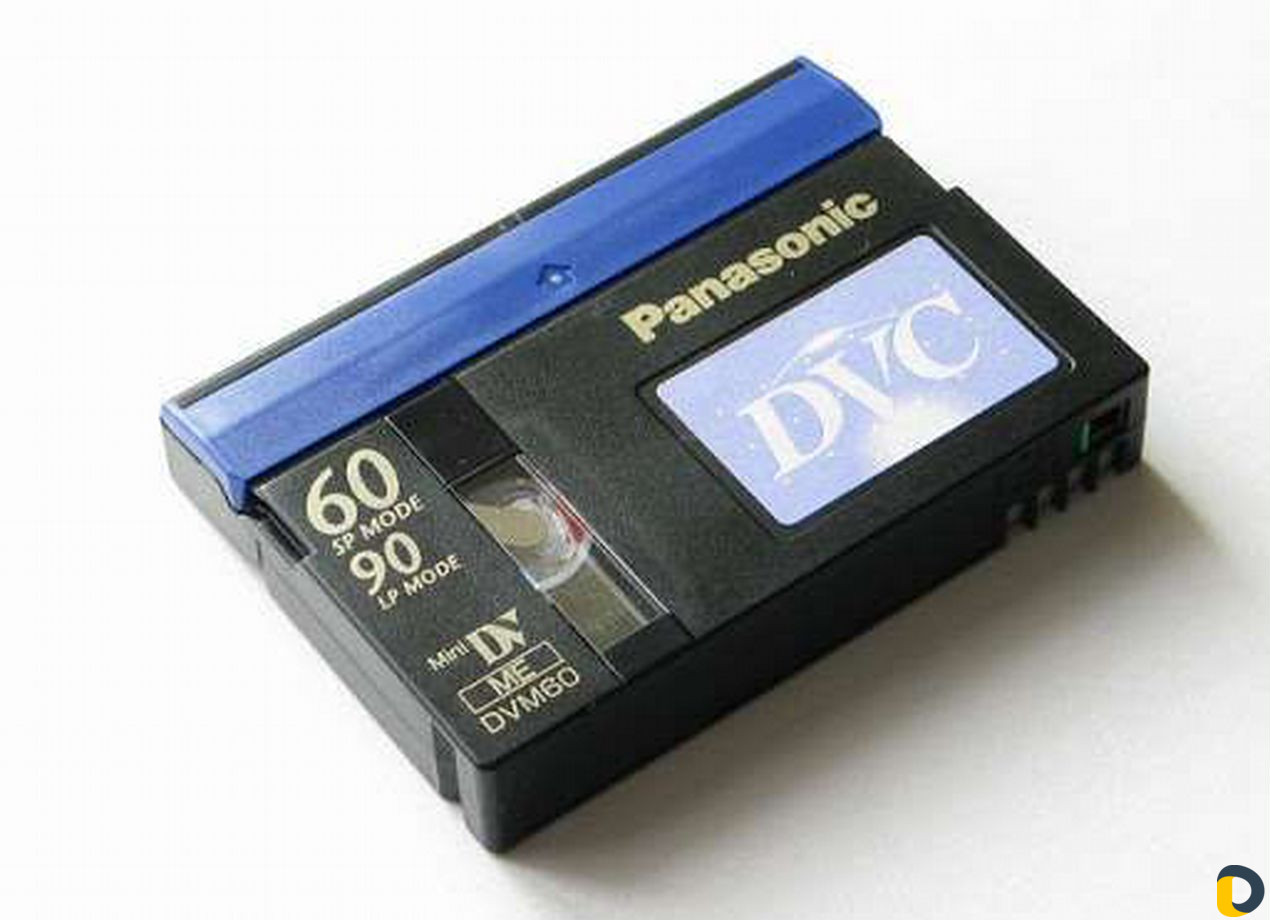 Panasonic
DVC
60
SP MODE
90
LP MODE
Mini DV
ME
DVM60